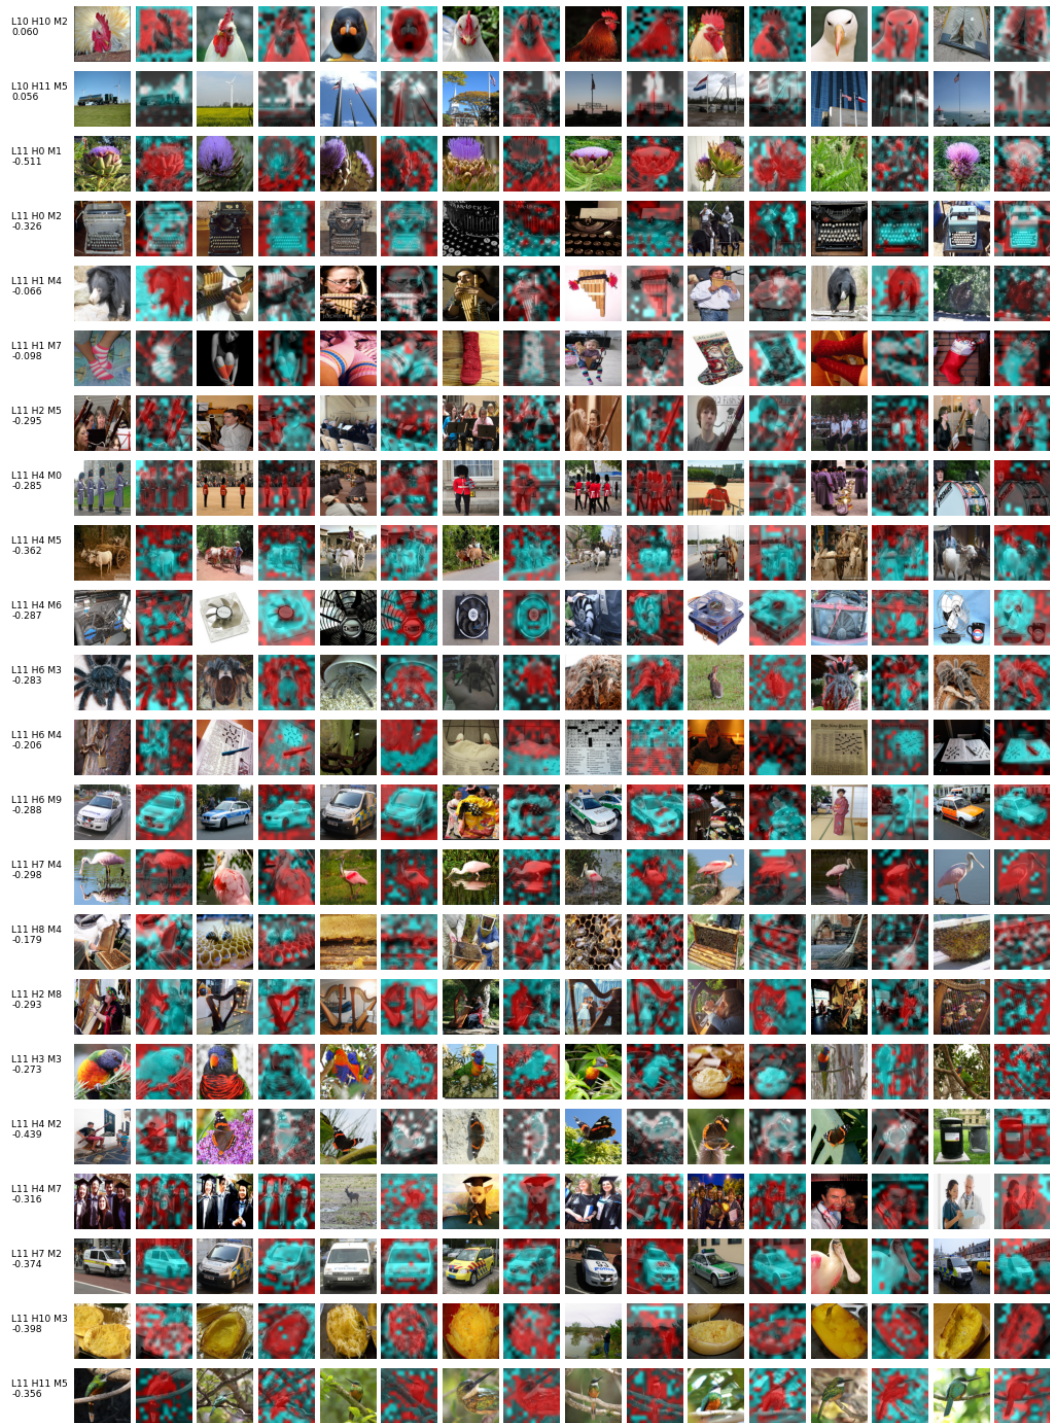 L10 H10 M2
0.060
L10 H11 M5
0.056
L11 H0 M1
-0.511
L11 H0 M2
-0.326
L11 H1 M4
-0.066
L11 H1 M7
-0.098
L11 H2 M5
-0.295
L11 H4 M0
-0.285
L11 H4 M5
-0.362
L11 H4 M6
-0.287
L11 H6 M3
-0.283
L11 H6 M4
-0.206
L11 H6 M9
-0.288
L11 H7 M4
-0.298
L11 H8 M4
-0.179
L11 H2 M8
-0.293
L11 H3 M3
-0.273
L11 H4 M2
-0.439
L11 H4 M7
-0.316
L11 H7 M2
-0.374
L11 H10 M3
-0.398
L11 H11 M5
-0.356